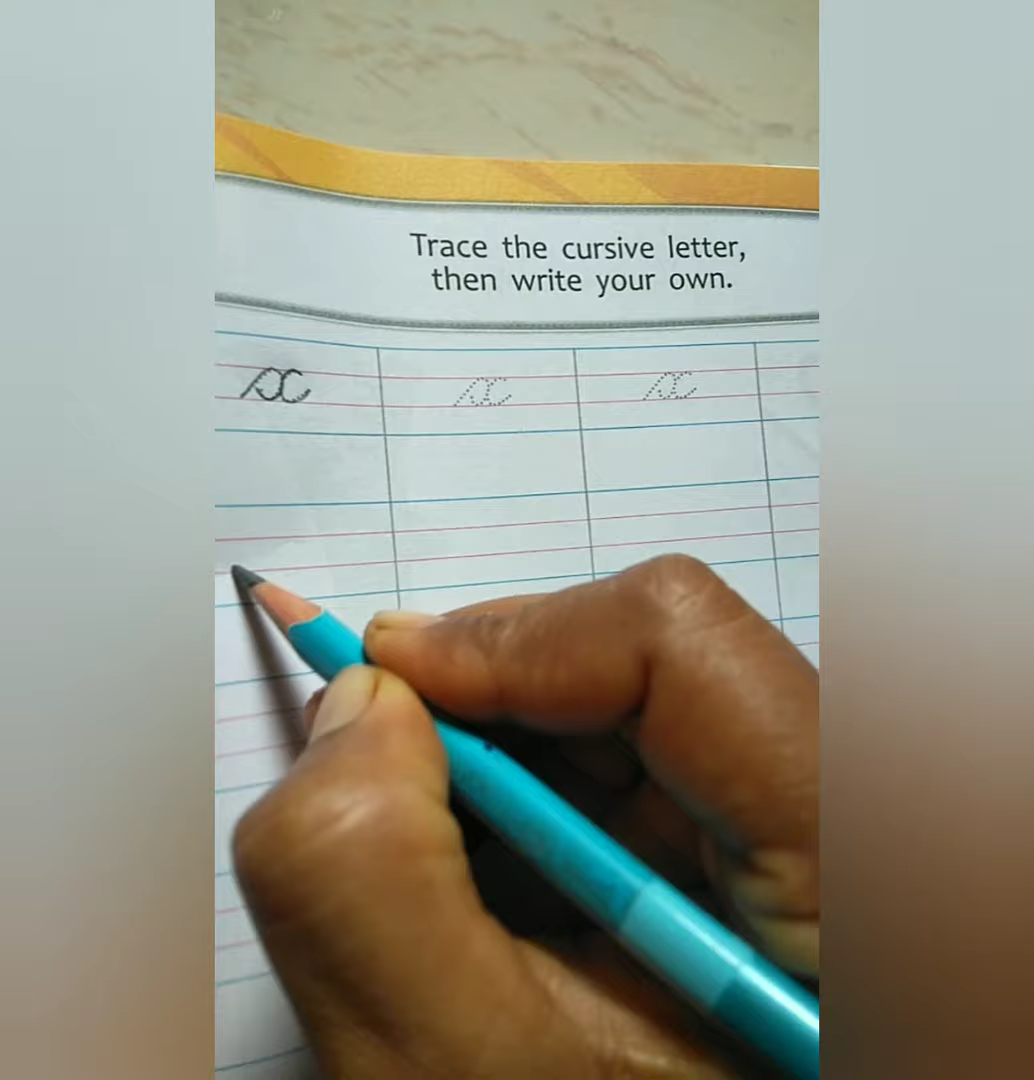 Trace the cursive letter,
then write your own.
x x x